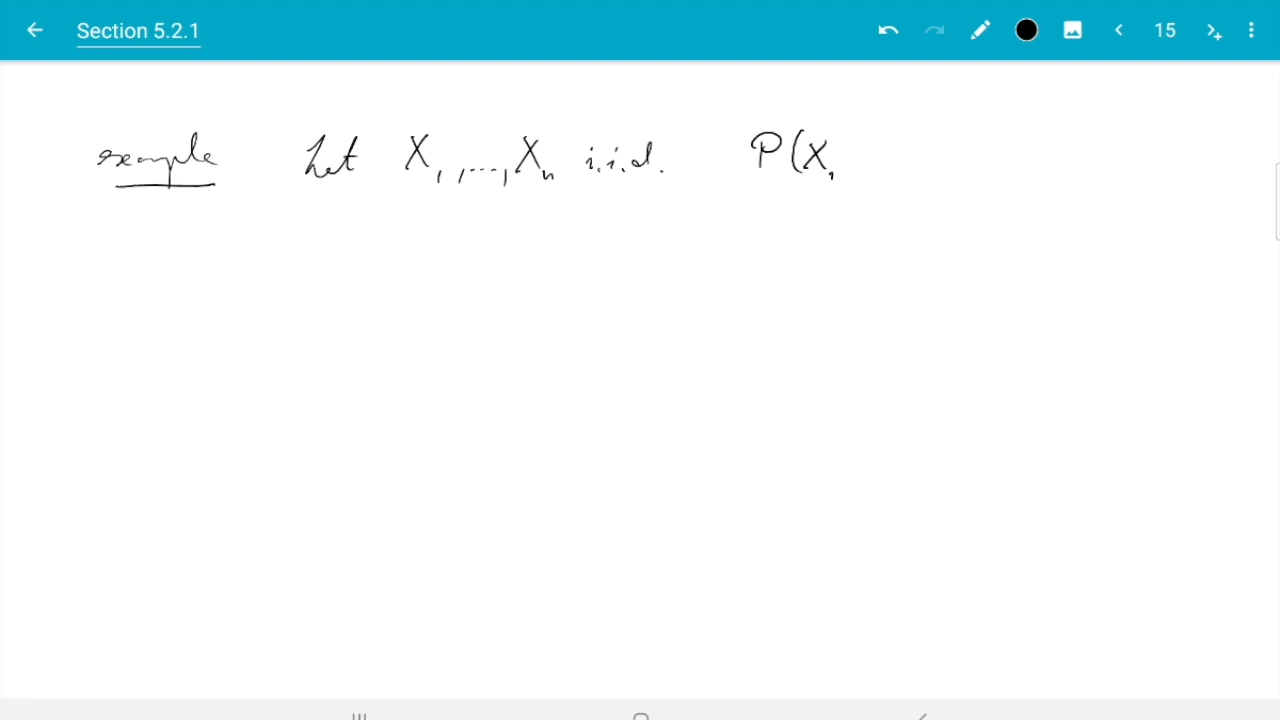 Section 5.2.1
15
example Let X₁,...,Xₙ i.i.d. P(X₁